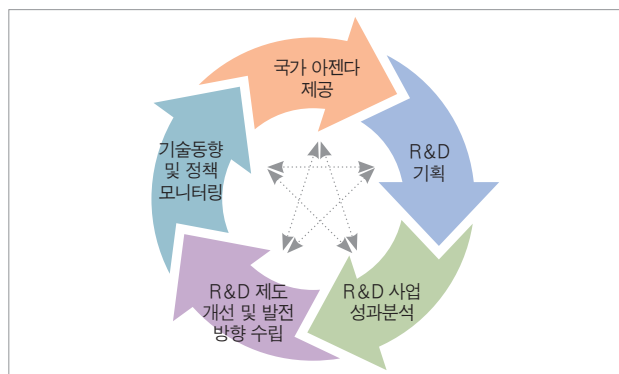 국가 아젠다
제공
R&D
기획
R&D 사업
성과분석
R&D 제도
개선 및 발전
방향 수립
기술동향
및 정책
모니터링